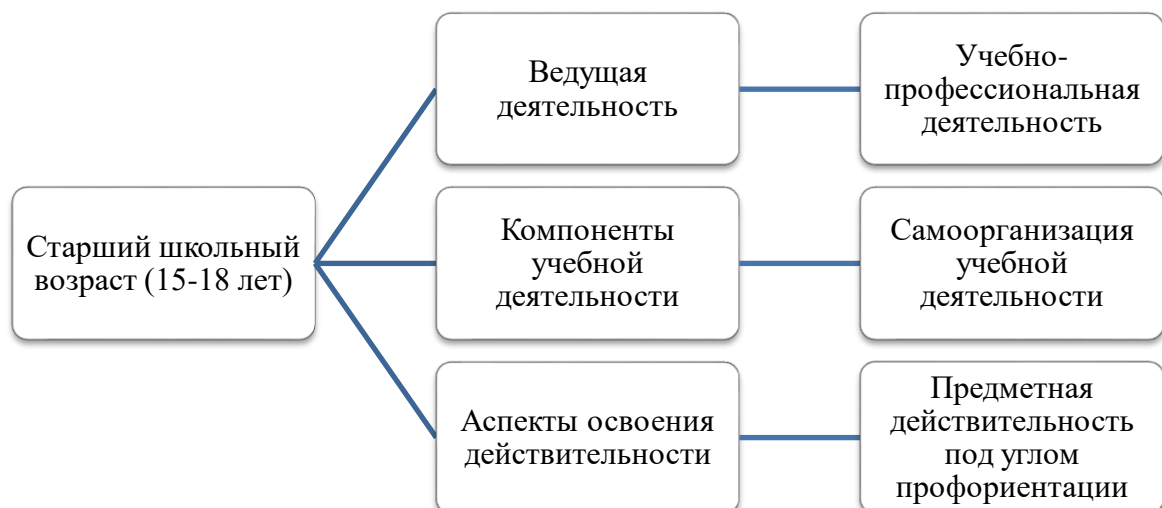 Старший школьный
возраст (15-18 лет)
Ведущая
деятельность
Учебно-
профессиональная
деятельность
Компоненты
учебной
деятельности
Самоорганизация
учебной
деятельности
Аспекты освоения
действительности
Предметная
действительность
под углом
профориентации